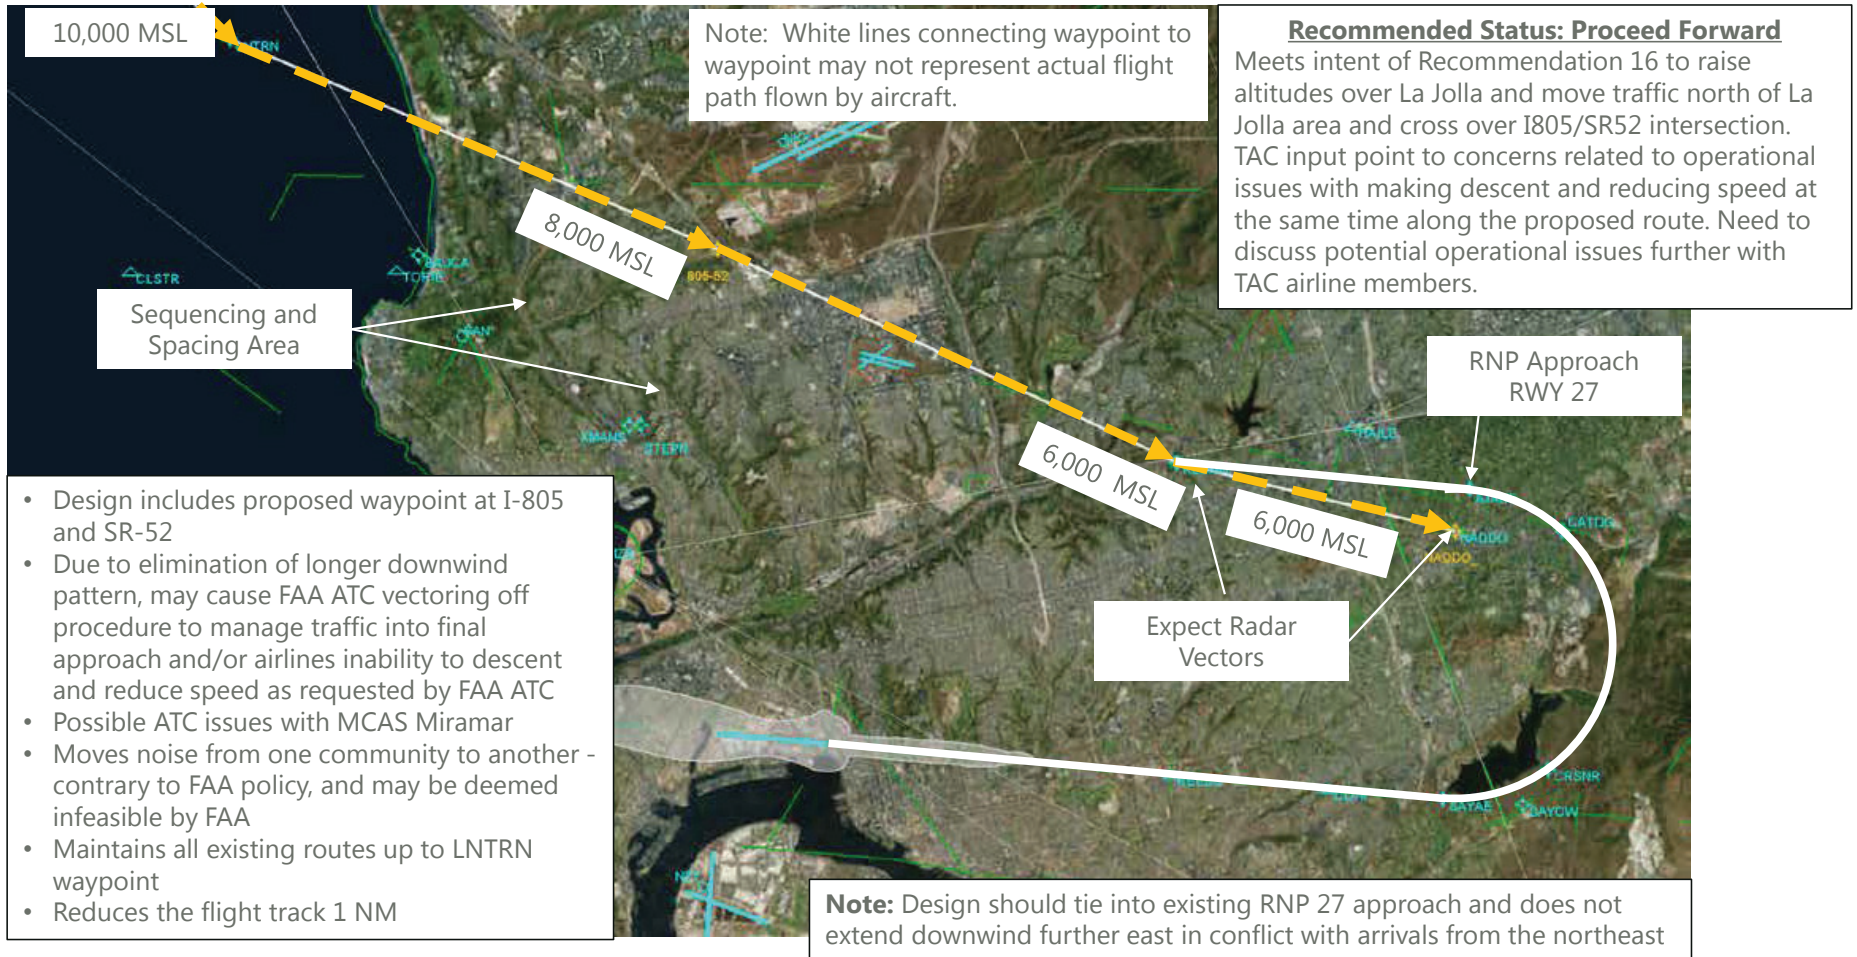 10,000 MSL
LNTRN
Note: White lines connecting waypoint to
waypoint may not represent actual flight
path flown by aircraft.
Recommended Status: Proceed Forward
Meets intent of Recommendation 16 to raise
altitudes over La Jolla and move traffic north of La
Jolla area and cross over I805/SR52 intersection.
TAC input point to concerns related to operational
issues with making descent and reducing speed at
the same time along the proposed route. Need to
discuss potential operational issues further with
TAC airline members.
8,000 MSL
805-52
CLSTR
Sequencing and
Spacing Area
RNP Approach
RWY 27
6,000 MSL
6,000 MSL
Expect Radar
Vectors
STERN
NADDO
CRSNR
BAYOW
• Design includes proposed waypoint at I-805
and SR-52
• Due to elimination of longer downwind
pattern, may cause FAA ATC vectoring off
procedure to manage traffic into final
approach and/or airlines inability to descent
and reduce speed as requested by FAA ATC
• Possible ATC issues with MCAS Miramar
• Moves noise from one community to another -
contrary to FAA policy, and may be deemed
infeasible by FAA
• Maintains all existing routes up to LNTRN
waypoint
• Reduces the flight track 1 NM
Note: Design should tie into existing RNP 27 approach and does not
extend downwind further east in conflict with arrivals from the northeast